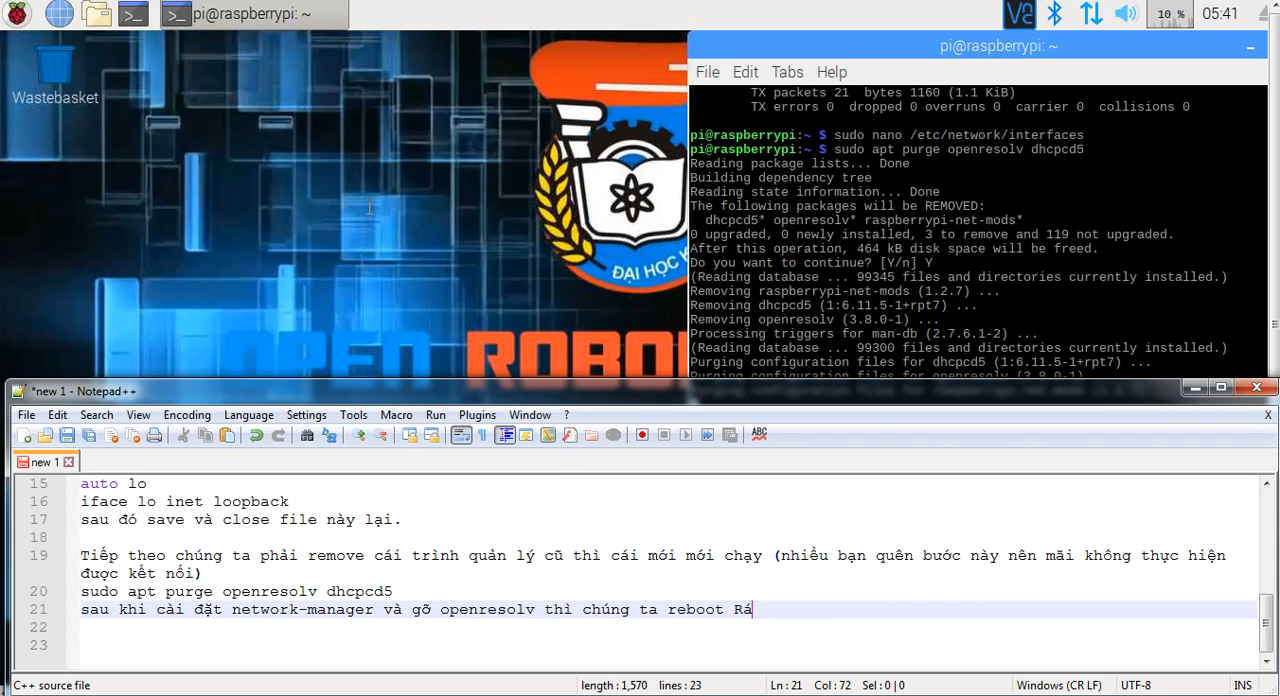 pi@raspberrypi: ~
10 %
05:41
Wastebasket
ĐẠI HỌC K
OPEN ROBO
pi@raspberrypi: ~
File Edit Tabs Help
TX packets 21 bytes 1160 (1.1 KiB)
TX errors 0 dropped 0 overruns 0 carrier 0 collisions 0
pi@raspberrypi:~ $ sudo nano /etc/network/interfaces
pi@raspberrypi:~ $ sudo apt purge openresolv dhcpcd5
Reading package lists... Done
Building dependency tree
Reading state information... Done
The following packages will be REMOVED:
dhcpcd5* openresolv* raspberrypi-net-mods*
0 upgraded, 0 newly installed, 3 to remove and 119 not upgraded.
After this operation, 464 kB disk space will be freed.
Do you want to continue? [Y/n] Y
(Reading database ... 99345 files and directories currently installed.)
Removing raspberrypi-net-mods (1.2.7) ...
Removing dhcpcd5 (1:6.11.5-1+rpt7) ...
Removing openresolv (3.8.0-1) ...
Processing triggers for man-db (2.7.6.1-2) ...
(Reading database ... 99300 files and directories currently installed.)
Purging configuration files for dhcpcd5 (1:6.11.5-1+rpt7) ...
Purging configuration files for openresolv (3.8.0-1)
*new 1 - Notepad++
File Edit Search View Encoding Language Settings Tools Macro Run Plugins Window ? X
ABC
new 1
15 auto lo
16 iface lo inet loopback
17 sau đó save và close file này lại.
18
19 Tiếp theo chúng ta phải remove cái trình quản lý cũ thì cái mới mới chạy (nhiều bạn quên bước này nên mãi không thực hiện
được kết nối)
20 sudo apt purge openresolv dhcpcd5
21 sau khi cài đặt network-manager và gỡ openresolv thì chúng ta reboot Rá
22
23
C++ source file length : 1,570 lines : 23 Ln : 21 Col : 72 Sel : 0 | 0 Windows (CR LF) UTF-8 INS